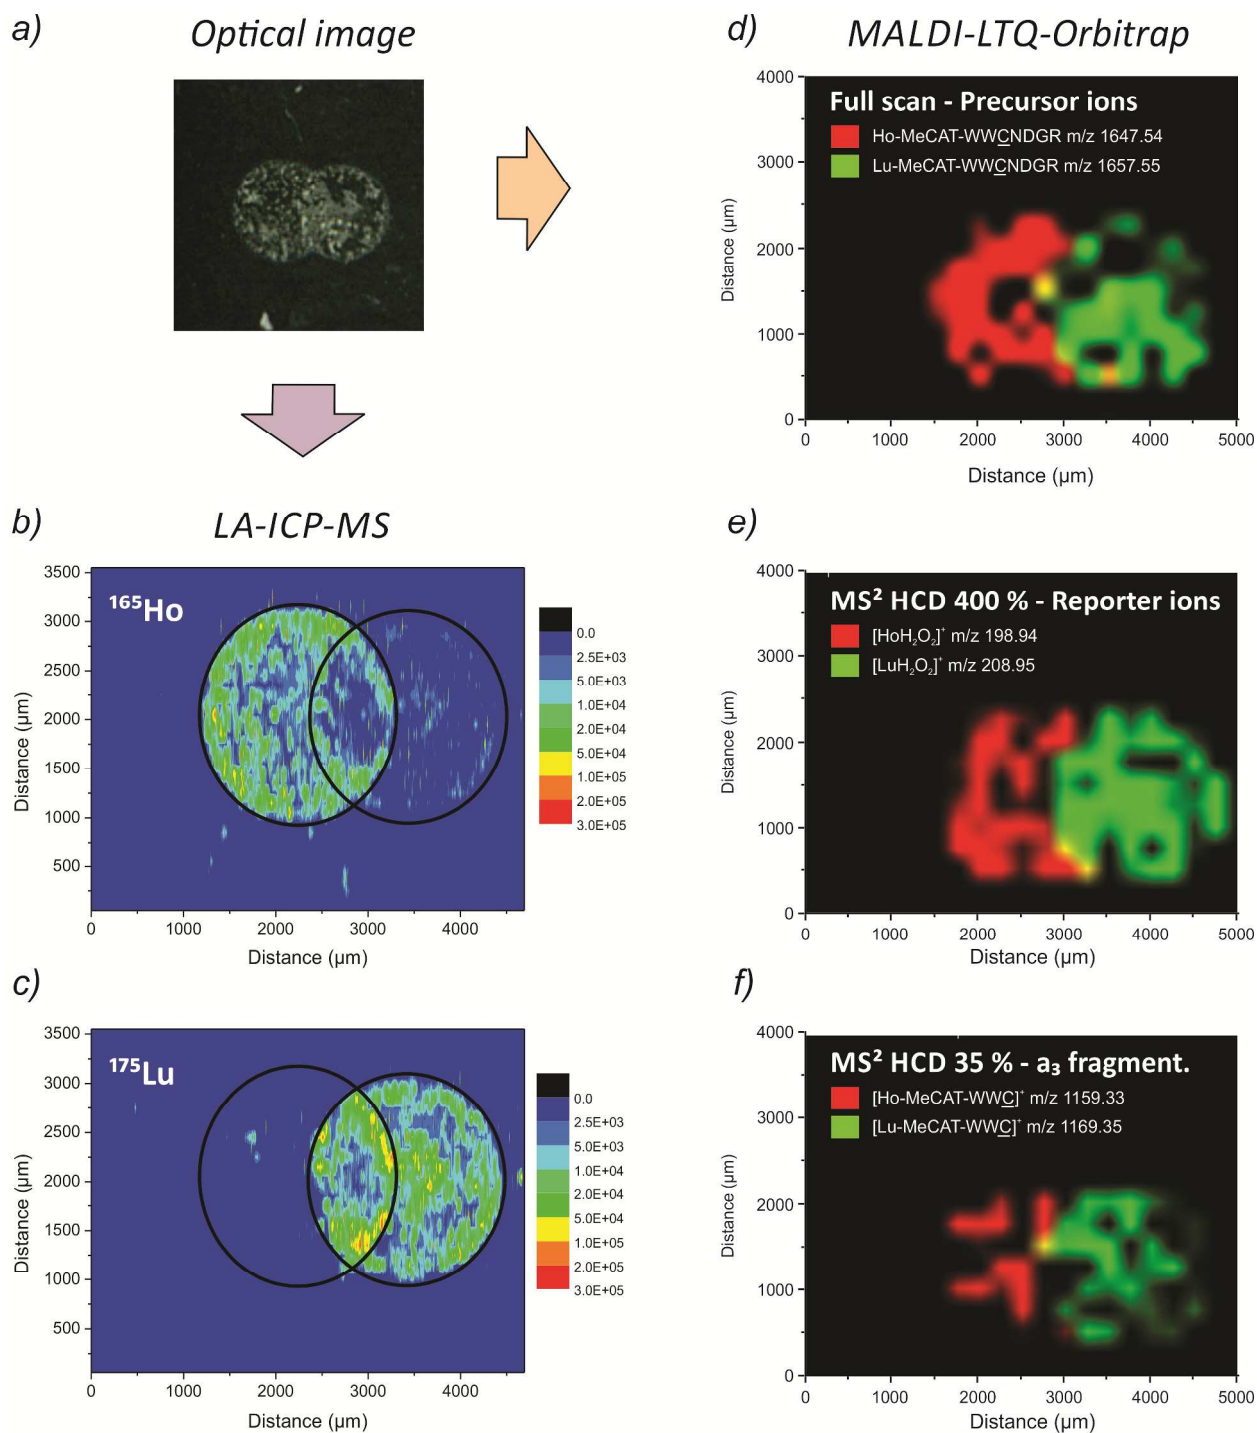 a)
Optical image
b)
LA-ICP-MS
¹⁶⁵Ho
3500
3000
2500
2000
1500
1000
500
Distance (µm)
0
1000
2000
3000
4000
Distance (µm)
0.0
2.5E+03
5.0E+03
1.0E+04
2.0E+04
5.0E+04
1.0E+05
2.0E+05
3.0E+05
c)
¹⁷⁵Lu
3500
3000
2500
2000
1500
1000
500
Distance (µm)
0
1000
2000
3000
4000
Distance (µm)
0.0
2.5E+03
5.0E+03
1.0E+04
2.0E+04
5.0E+04
1.0E+05
2.0E+05
3.0E+05
d)
MALDI-LTQ-Orbitrap
Full scan - Precursor ions
Ho-MeCAT-WWCNDGR m/z 1647.54
Lu-MeCAT-WWCNDGR m/z 1657.55
4000
3000
2000
1000
0
Distance (µm)
0
1000
2000
3000
4000
5000
Distance (µm)
e)
MS² HCD 400 % - Reporter ions
[HoH₂O₂]⁺ m/z 198.94
[LuH₂O₂]⁺ m/z 208.95
4000
3000
2000
1000
0
Distance (µm)
0
1000
2000
3000
4000
5000
Distance (µm)
f)
MS² HCD 35 % - a₃ fragment.
[Ho-MeCAT-WWC]⁺ m/z 1159.33
[Lu-MeCAT-WWC]⁺ m/z 1169.35
4000
3000
2000
1000
0
Distance (µm)
0
1000
2000
3000
4000
5000
Distance (µm)